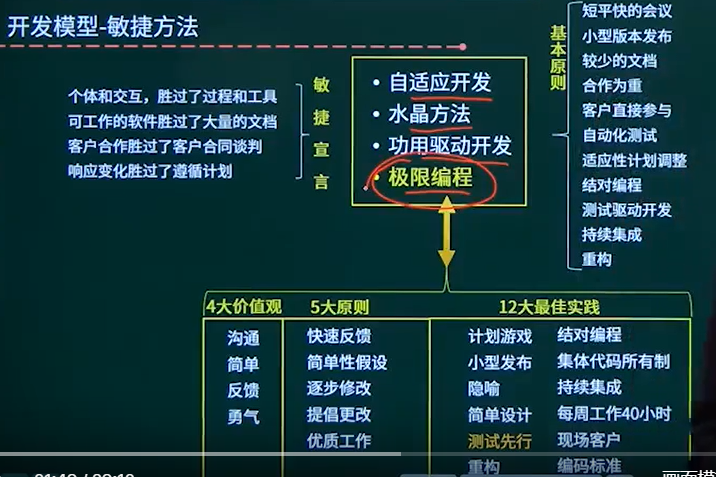 开发模型-敏捷方法
个体和交互，胜过了过程和工具
可工作的软件胜过了大量的文档
客户合作胜过了客户合同谈判
响应变化胜过了遵循计划
敏捷宣言
• 自适应开发
• 水晶方法
• 功用驱动开发
• 极限编程
基本原则
短平快的会议
小型版本发布
较少的文档
合作为重
客户直接参与
自动化测试
适应性计划调整
结对编程
测试驱动开发
持续集成
重构
4大价值观
沟通
简单
反馈
勇气
5大原则
快速反馈
简单性假设
逐步修改
提倡更改
优质工作
12大最佳实践
计划游戏
小型发布
隐喻
简单设计
测试先行
重构
结对编程
集体代码所有制
持续集成
每周工作40小时
现场客户
编码标准